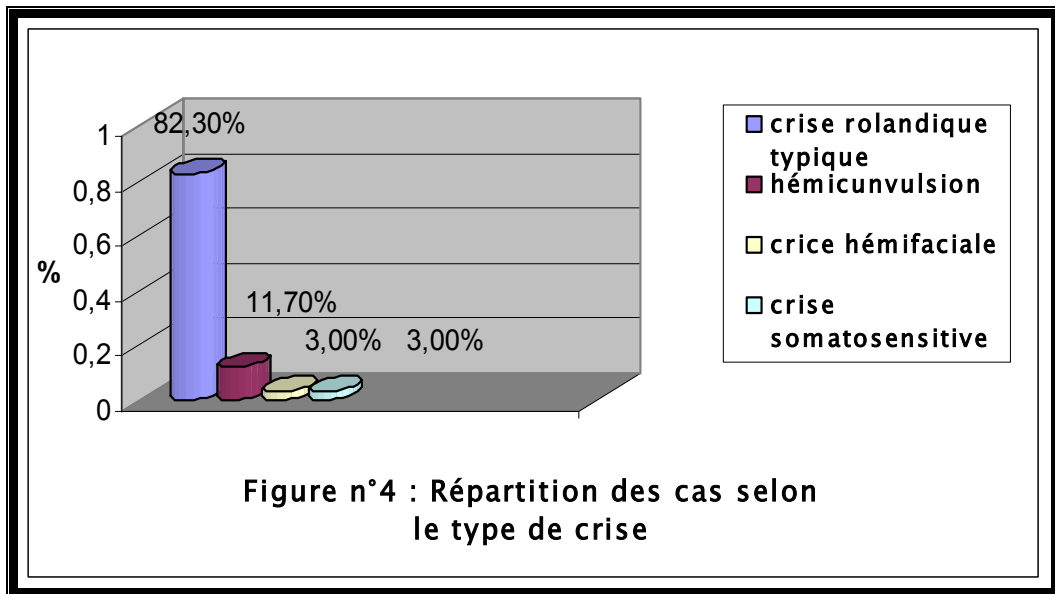 82,30%
1
0,8
0,6
%
0,4
0,2
0
11,70%
3,00% 3,00%
crise rolandique
typique
hémicunvulsion
crice hémifaciale
crise
somatosensitive
Figure n°4 : Répartition des cas selon
le type de crise